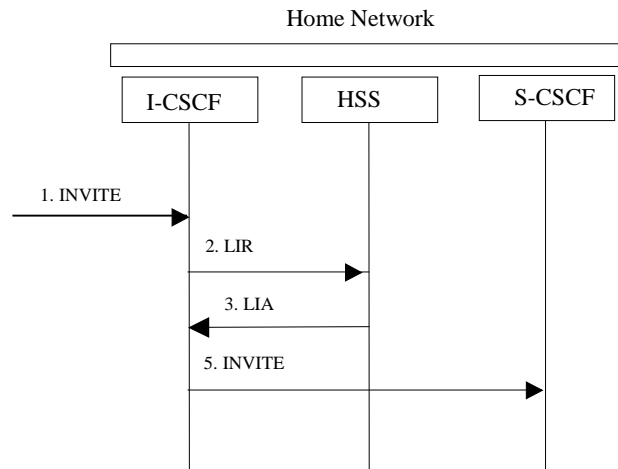 Home Network
I-CSCF
HSS
S-CSCF
1. INVITE
2. LIR
3. LIA
5. INVITE